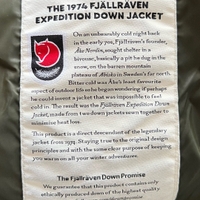 THE 1974 FJÄLLRÄVEN
EXPEDITION DOWN JACKET
On an unbearably cold night back
in the early 70s, Fjällräven's founder,
Åke Nordin, sought shelter in a
bivouac, basically a pit he dug in
the snow, on the barren mountain
plateau of Abisko in Sweden's far north.
Bitter cold was Åke's least favourite
aspect of outdoor life so he began wondering if perhaps
he could invent a jacket that was impossible to feel
cold in. The result was the Fjällräven Expedition Down
Jacket, made from two down jackets sewn together to
minimize heat loss.
This product is a direct descendant of the legendary
jacket from 1974. Staying true to the original design
principles and with the same clear purpose of keeping
you warm on all your winter adventures.
The Fjällräven Down Promise
We guarantee that this product contains only
ethically produced down of the highest quality